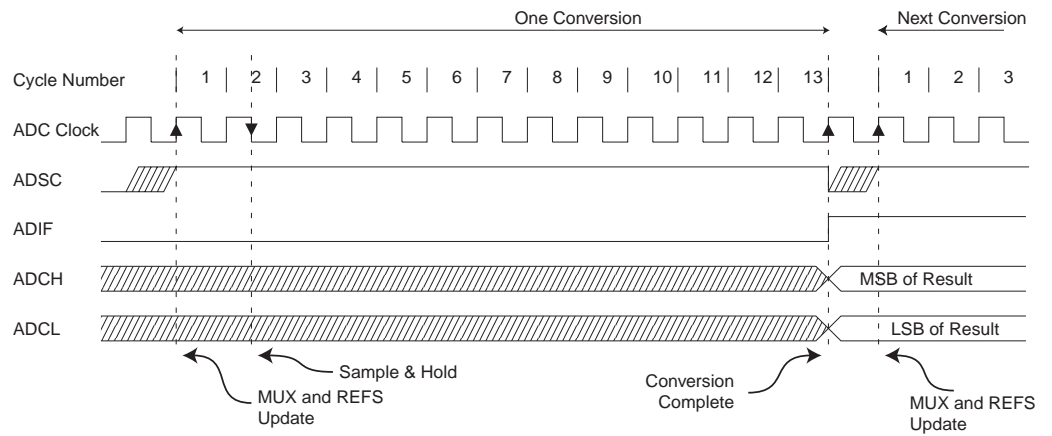 One Conversion
Next Conversion
Cycle Number
1 2 3 4 5 6 7 8 9 10 11 12 13 1 2 3
ADC Clock
ADSC
ADIF
ADCH
MSB of Result
ADCL
LSB of Result
Sample & Hold
MUX and REFS
Update
Conversion
Complete
MUX and REFS
Update